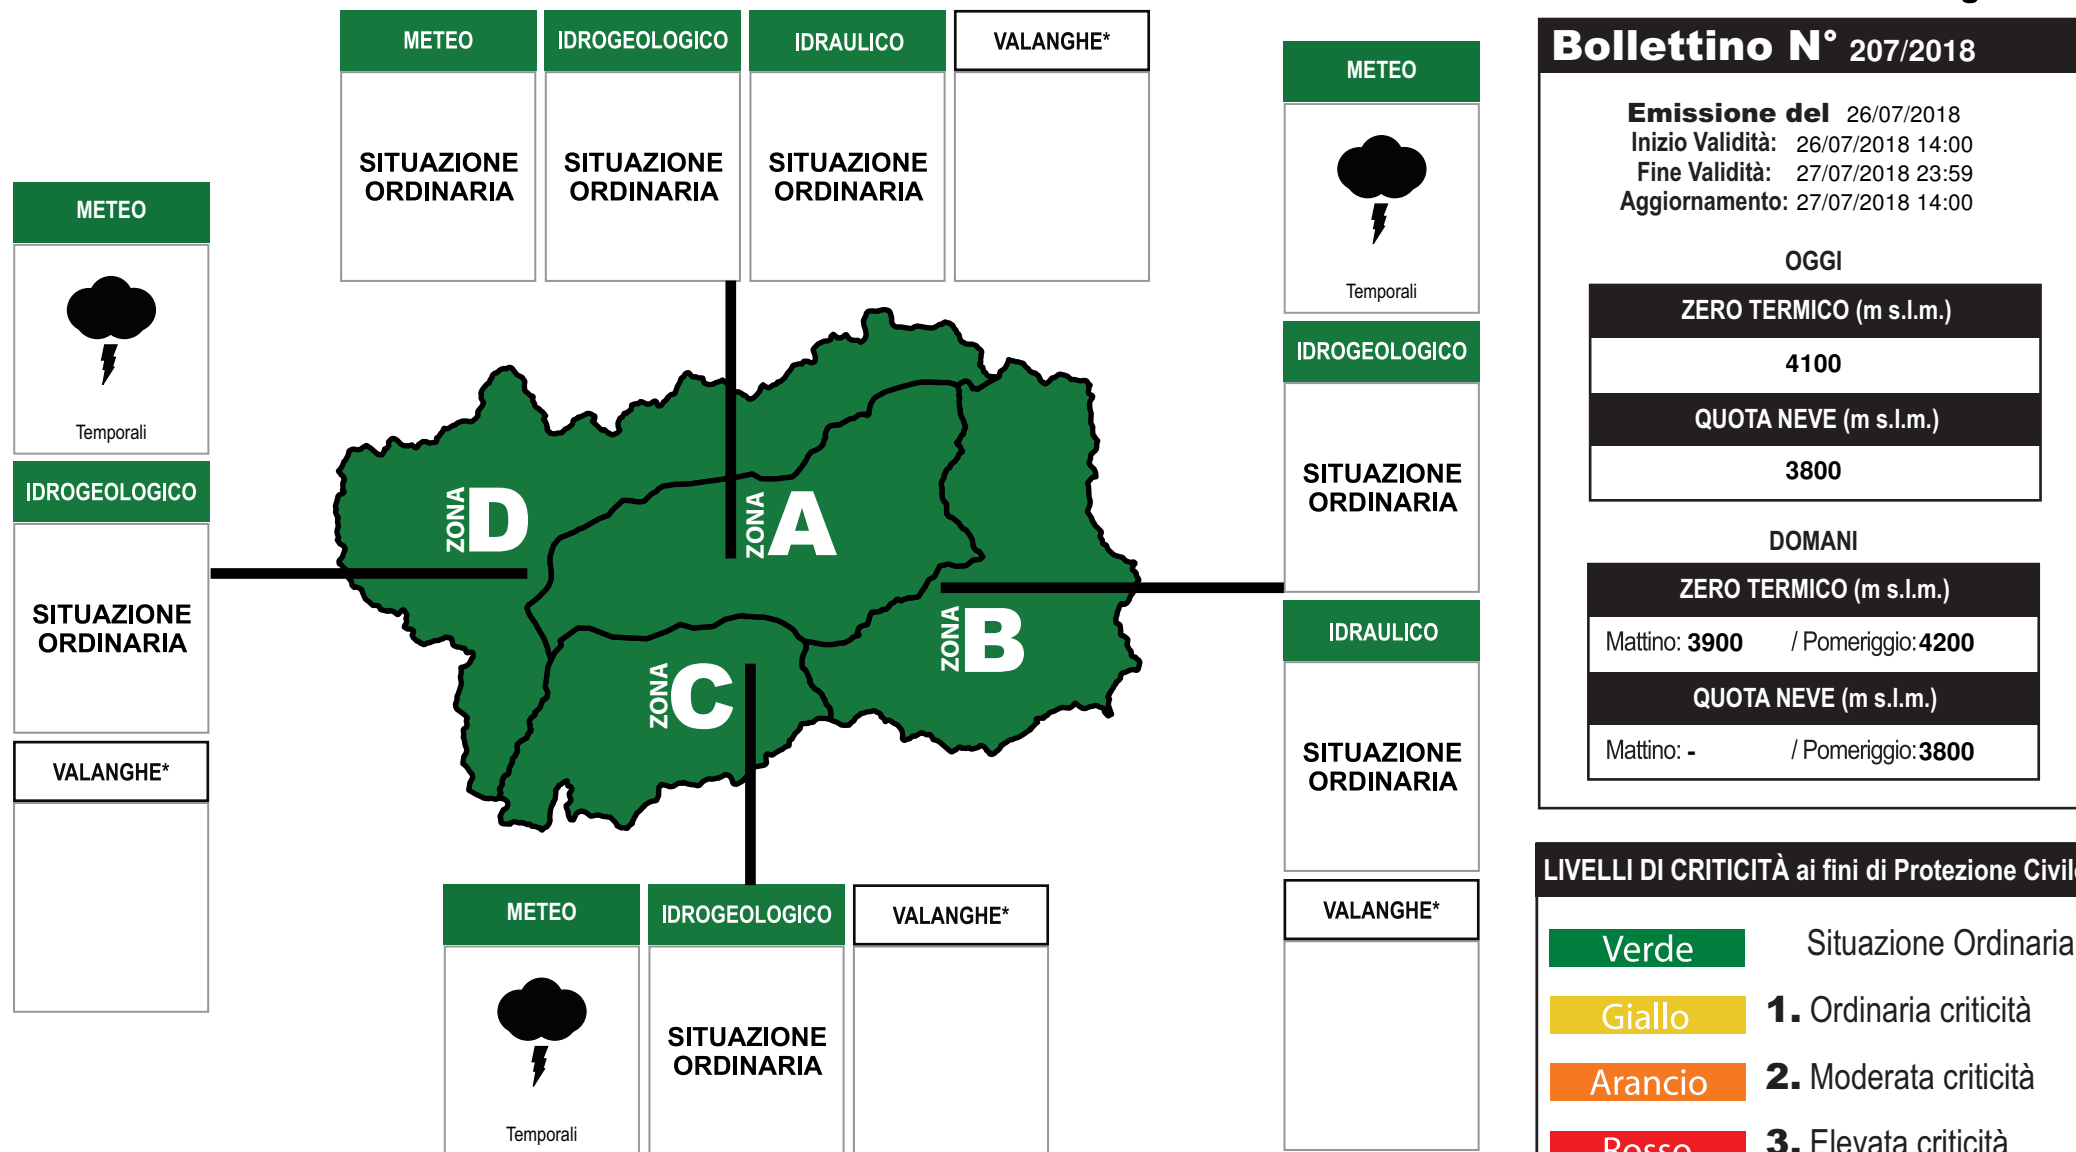 METEO
IDROGEOLOGICO
IDRAULICO
VALANGHE*
SITUAZIONE
ORDINARIA
SITUAZIONE
ORDINARIA
SITUAZIONE
ORDINARIA
METEO
Temporali
IDROGEOLOGICO
SITUAZIONE
ORDINARIA
VALANGHE*
ZONA D
ZONA A
ZONA B
ZONA C
METEO
IDROGEOLOGICO
VALANGHE*
Temporali
SITUAZIONE
ORDINARIA
METEO
Temporali
IDROGEOLOGICO
SITUAZIONE
ORDINARIA
IDRAULICO
SITUAZIONE
ORDINARIA
VALANGHE*
Bollettino N° 207/2018
Emissione del 26/07/2018
Inizio Validità: 26/07/2018 14:00
Fine Validità: 27/07/2018 23:59
Aggiornamento: 27/07/2018 14:00
OGGI
ZERO TERMICO (m s.l.m.)
4100
QUOTA NEVE (m s.l.m.)
3800
DOMANI
ZERO TERMICO (m s.l.m.)
Mattino: 3900 / Pomeriggio: 4200
QUOTA NEVE (m s.l.m.)
Mattino: - / Pomeriggio: 3800
LIVELLI DI CRITICITÀ ai fini di Protezione Civile
Verde Situazione Ordinaria
Giallo 1. Ordinaria criticità
Arancio 2. Moderata criticità
Rosso 3. Elevata criticità